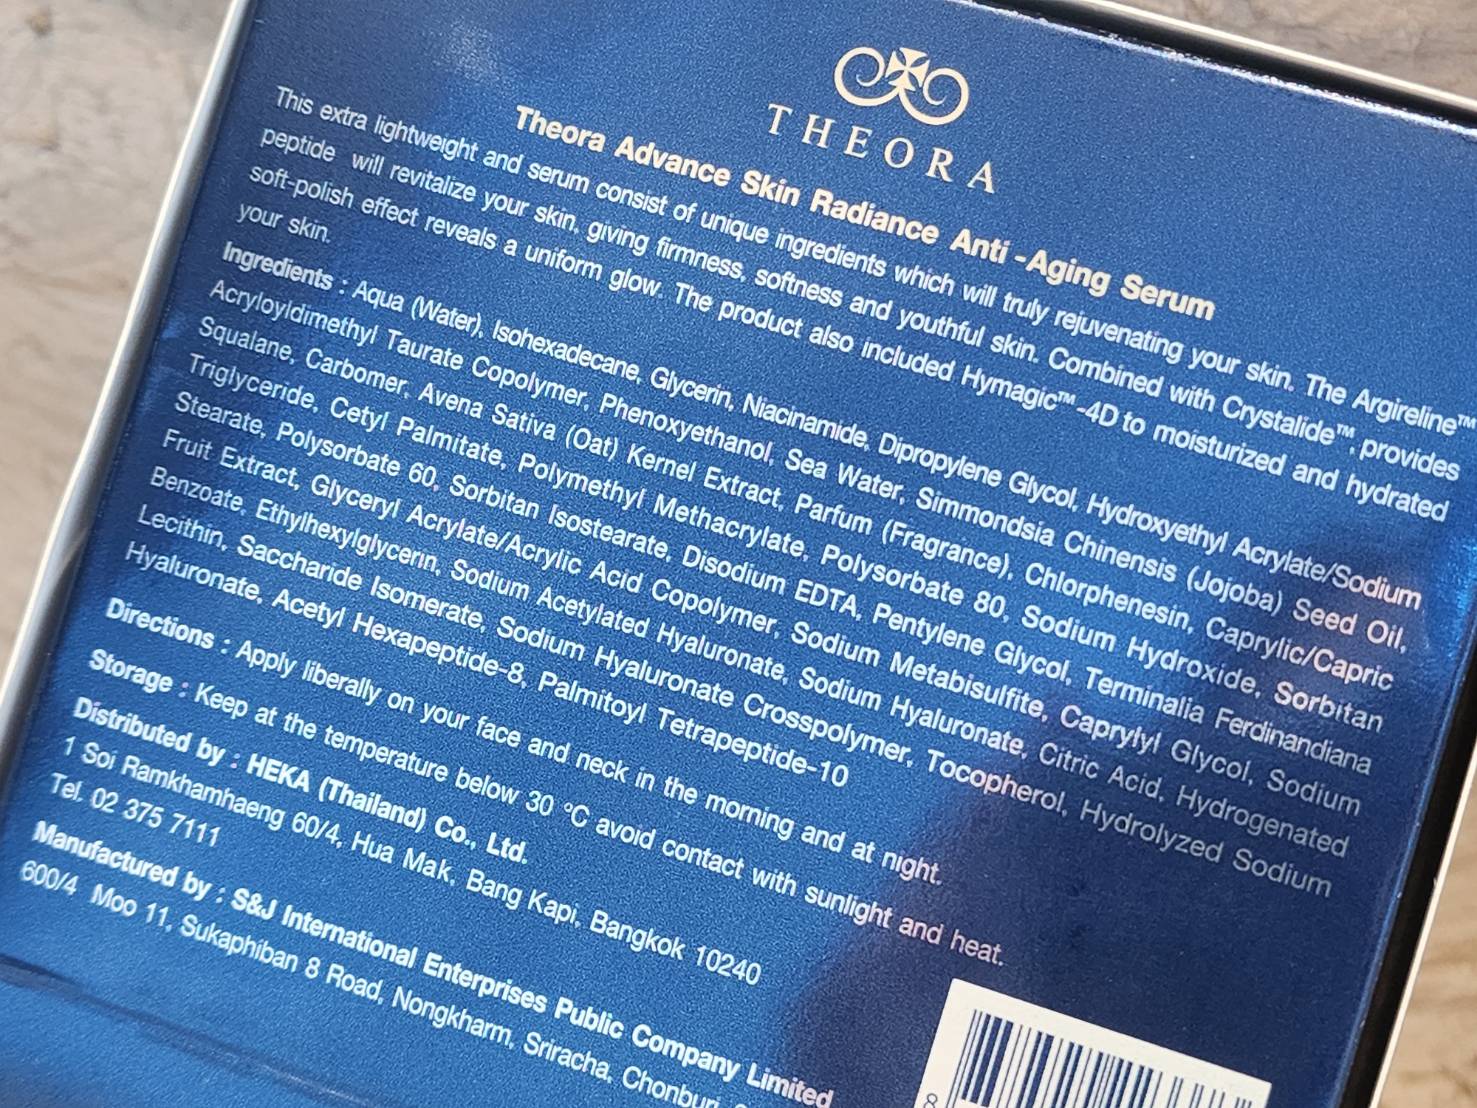 THEORA
Theora Advance Skin Radiance Anti -Aging Serum
This extra lightweight and serum consist of unique ingredients which will truly rejuvenating your skin. The Argireline™
peptide will revitalize your skin, giving firmness, softness and youthful skin. Combined with Crystalide™, provides
soft-polish effect reveals a uniform glow. The product also included Hymagic™-4D to moisturized and hydrated
your skin.
Ingredients : Aqua (Water), Isohexadecane, Glycerin, Niacinamide, Dipropylene Glycol, Hydroxyethyl Acrylate/Sodium
Acryloyldimethyl Taurate Copolymer, Phenoxyethanol, Sea Water, Simmondsia Chinensis (Jojoba) Seed Oil,
Squalane, Carbomer, Avena Sativa (Oat) Kernel Extract, Parfum (Fragrance), Chlorphenesin, Caprylic/Capric
Triglyceride, Cetyl Palmitate, Polymethyl Methacrylate, Polysorbate 80, Sodium Hydroxide, Sorbitan
Stearate, Polysorbate 60, Sorbitan Isostearate, Disodium EDTA, Pentylene Glycol, Terminalia Ferdinandiana
Fruit Extract, Glyceryl Acrylate/Acrylic Acid Copolymer, Sodium Metabisulfite, Caprylyl Glycol, Sodium
Benzoate, Ethylhexylglycerin, Sodium Acetylated Hyaluronate, Sodium Hyaluronate, Citric Acid, Hydrogenated
Lecithin, Saccharide Isomerate, Sodium Hyaluronate Crosspolymer, Tocopherol, Hydrolyzed Sodium
Hyaluronate, Acetyl Hexapeptide-8, Palmitoyl Tetrapeptide-10
Directions : Apply liberally on your face and neck in the morning and at night.
Storage : Keep at the temperature below 30 °C avoid contact with sunlight and heat.
Distributed by : HEKA (Thailand) Co., Ltd.
1 Soi Ramkhamhaeng 60/4, Hua Mak, Bang Kapi, Bangkok 10240
Tel. 02 375 7111
Manufactured by : S&J International Enterprises Public Company Limited
600/4 Moo 11, Sukaphiban 8 Road, Nongkharm, Sriracha, Chonburi
8